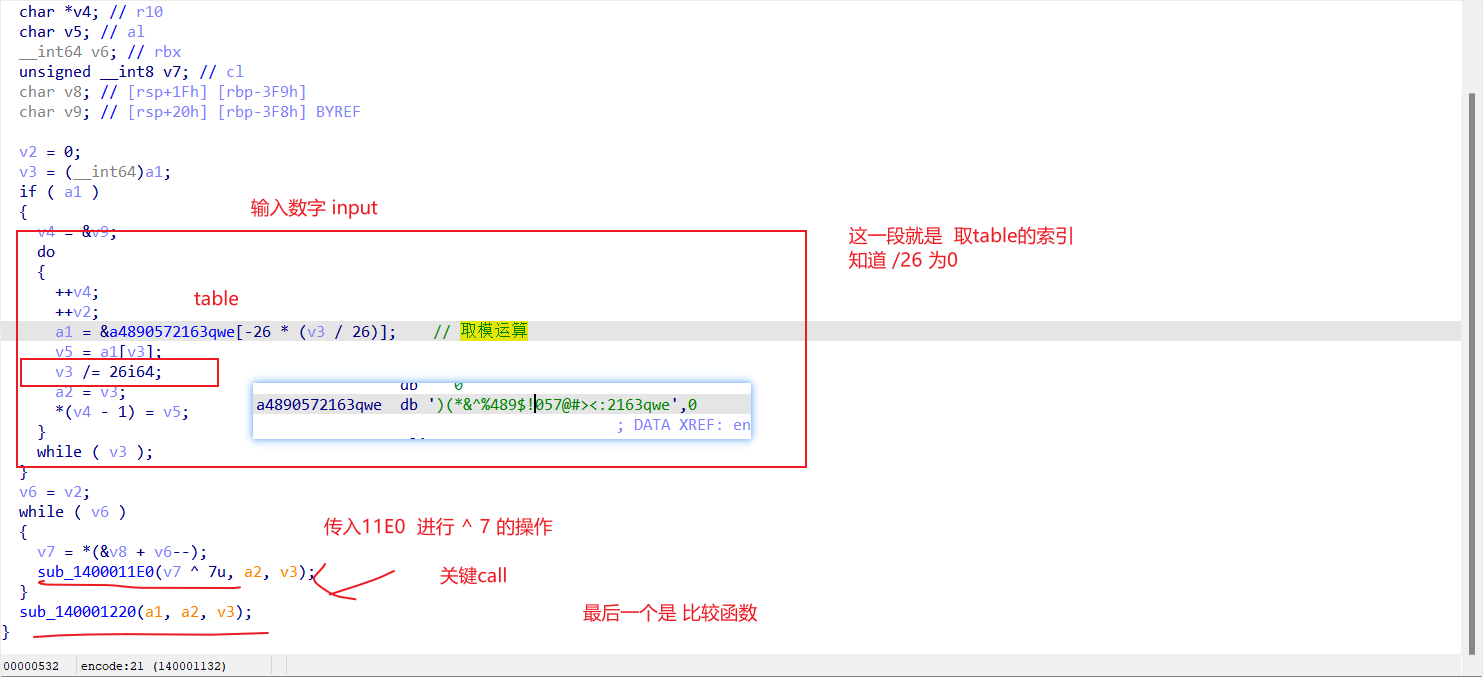 char *v4; // r10
char v5; // al
__int64 v6; // rbx
unsigned __int8 v7; // cl
char v8; // [rsp+1Fh] [rbp-3F9h]
char v9; // [rsp+20h] [rbp-3F8h] BYREF
v2 = 0;
v3 = (__int64)a1;
if ( a1 )
{
输入数字 input
v4 = &v9;
do
这一段就是 取table的索引
知道 /26 为0
{
++v4;
table
++v2;
a1 = &a4890572163qwe[-26 * (v3 / 26)]; // 取模运算
v5 = a1[v3];
v3 /= 26i64;
a2 = v3;
db 0
a4890572163qwe db ')(*&^%489$!057@#><:2163qwe',0
; DATA XREF: en
*(v4 - 1) = v5;
}
while ( v3 );
}
v6 = v2;
while ( v6 )
{
传入11E0 进行 ^ 7 的操作
v7 = *(&v8 + v6--);
sub_1400011E0(v7 ^ 7u, a2, v3);
关键call
}
sub_140001220(a1, a2, v3);
最后一个是 比较函数
}
00000532 encode:21 (140001132)